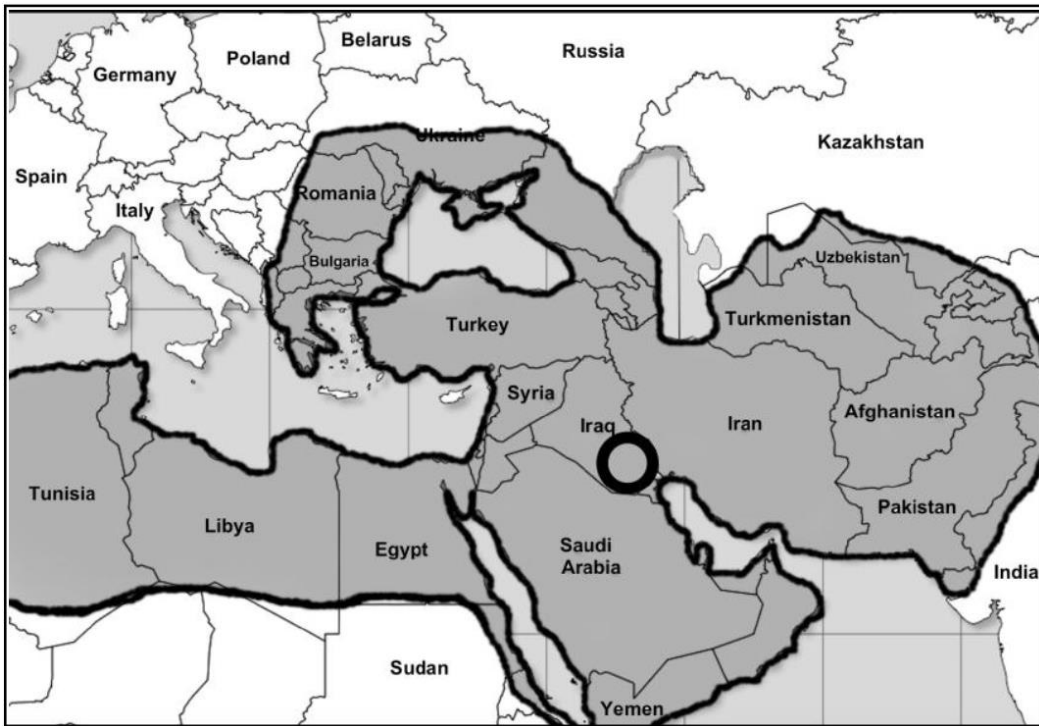 Belarus
Russia
Poland
Germany
Ukraine
Kazakhstan
Spain
Romania
Italy
Uzbekistan
Bulgaria
Turkey
Turkmenistan
Syria
Afghanistan
Iraq
Iran
Tunisia
Pakistan
Libya
Egypt
Saudi
Arabia
India
Sudan
Yemen